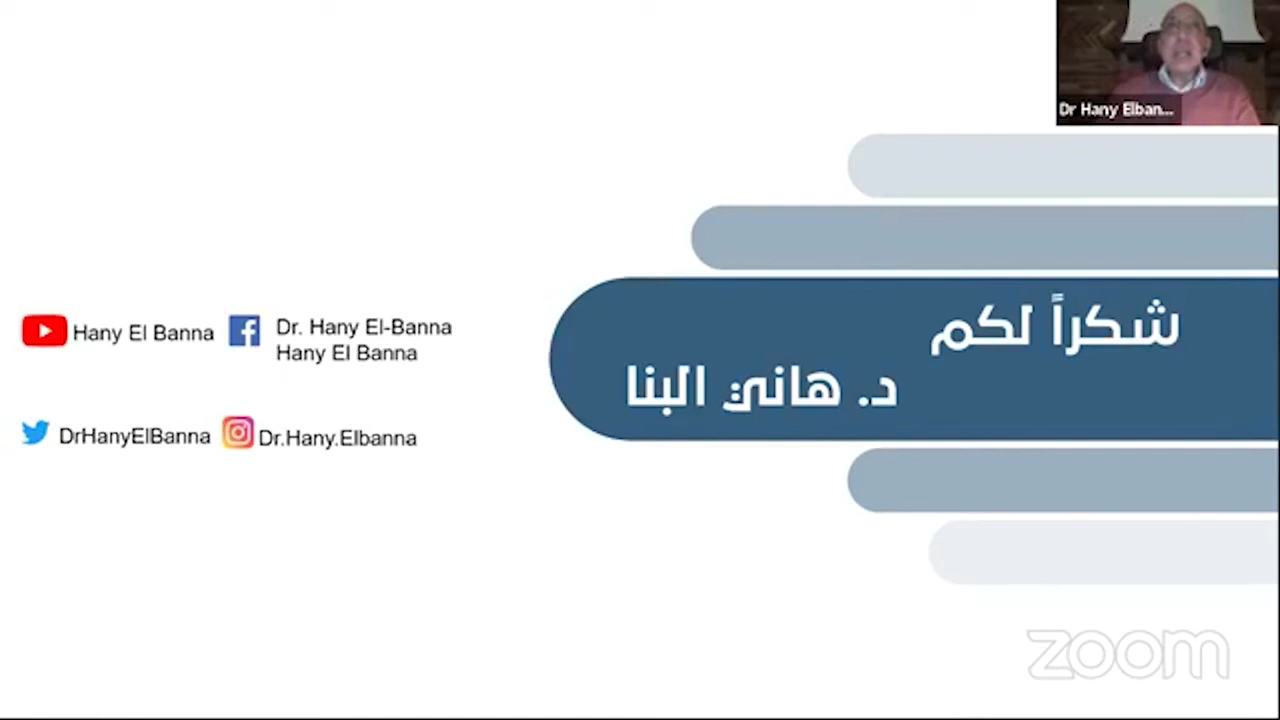 Dr Hany Elban...
شكراً لكم
د. هاني البنا
Hany El Banna
Dr. Hany El-Banna
Hany El Banna
DrHanyElBanna
Dr.Hany.Elbanna
zoom